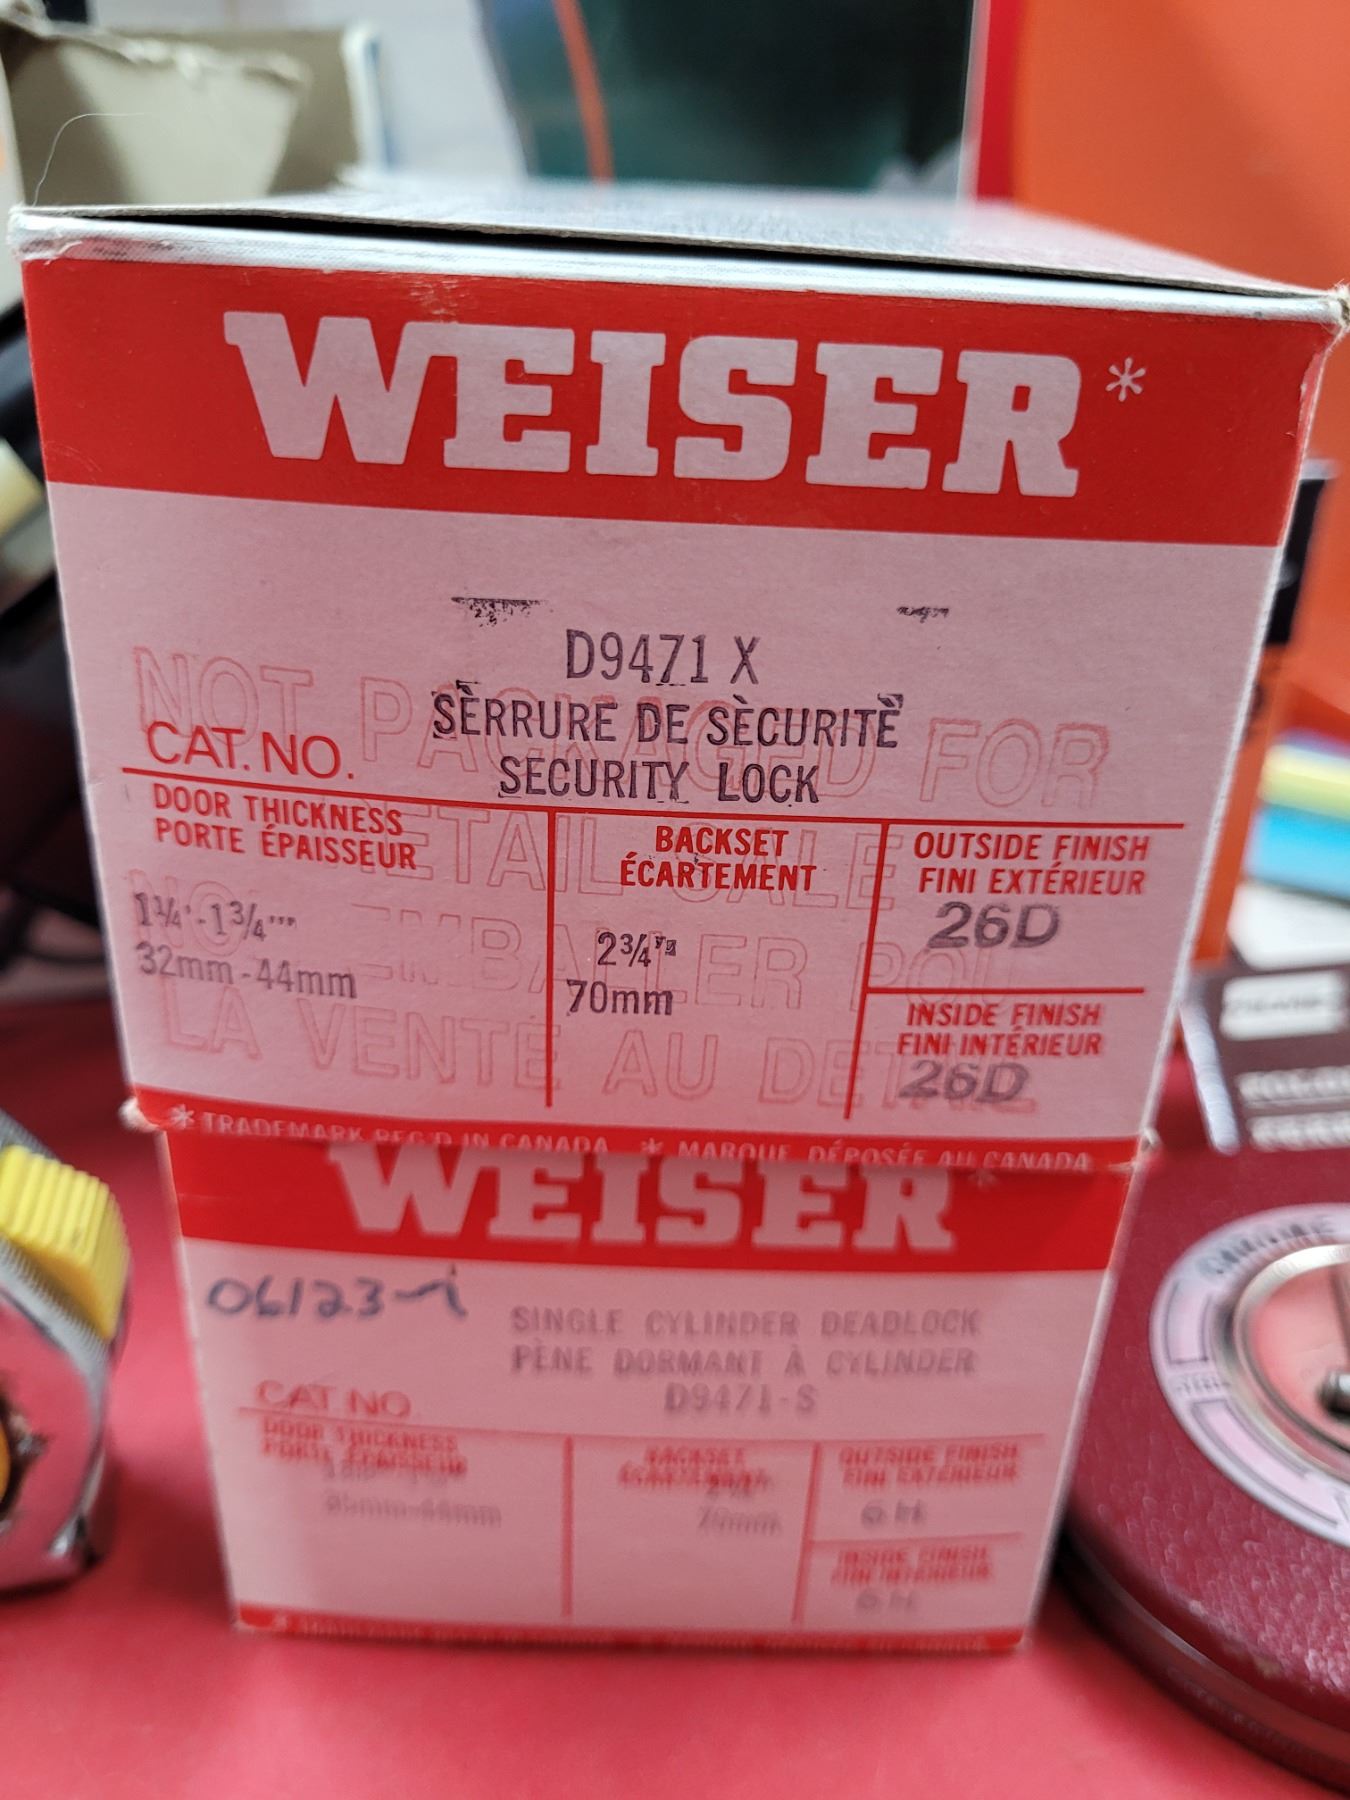 WEISER*
D9471 X
SÈRRURE DE SÈCURITÈ
SECURITY LOCK
NOT PACKAGED FOR
CAT. NO.
RETAIL SALE
DOOR THICKNESS
PORTE ÉPAISSEUR
1¼"-1¾"
32mm-44mm
BACKSET
ÉCARTEMENT
2¾"
70mm
OUTSIDE FINISH
FINI EXTÉRIEUR
26D
INSIDE FINISH
FINI INTÉRIEUR
26D
EMBALLER POU
LA VENTE AU DETAIL
* TRADEMARK REG'D IN CANADA * MARQUE DÉPOSÉE AU CANADA
WEISER
06123-i
SINGLE CYLINDER DEADLOCK
PÈNE DORMANT À CYLINDER
D9471-S
CAT NO.
DOOR THICKNESS
PORTE ÉPAISSEUR
BACKSET
ÉCARTEMENT
70mm
OUTSIDE FINISH
FINI EXTÉRIEUR
INSIDE FINISH
FINI INTÉRIEUR